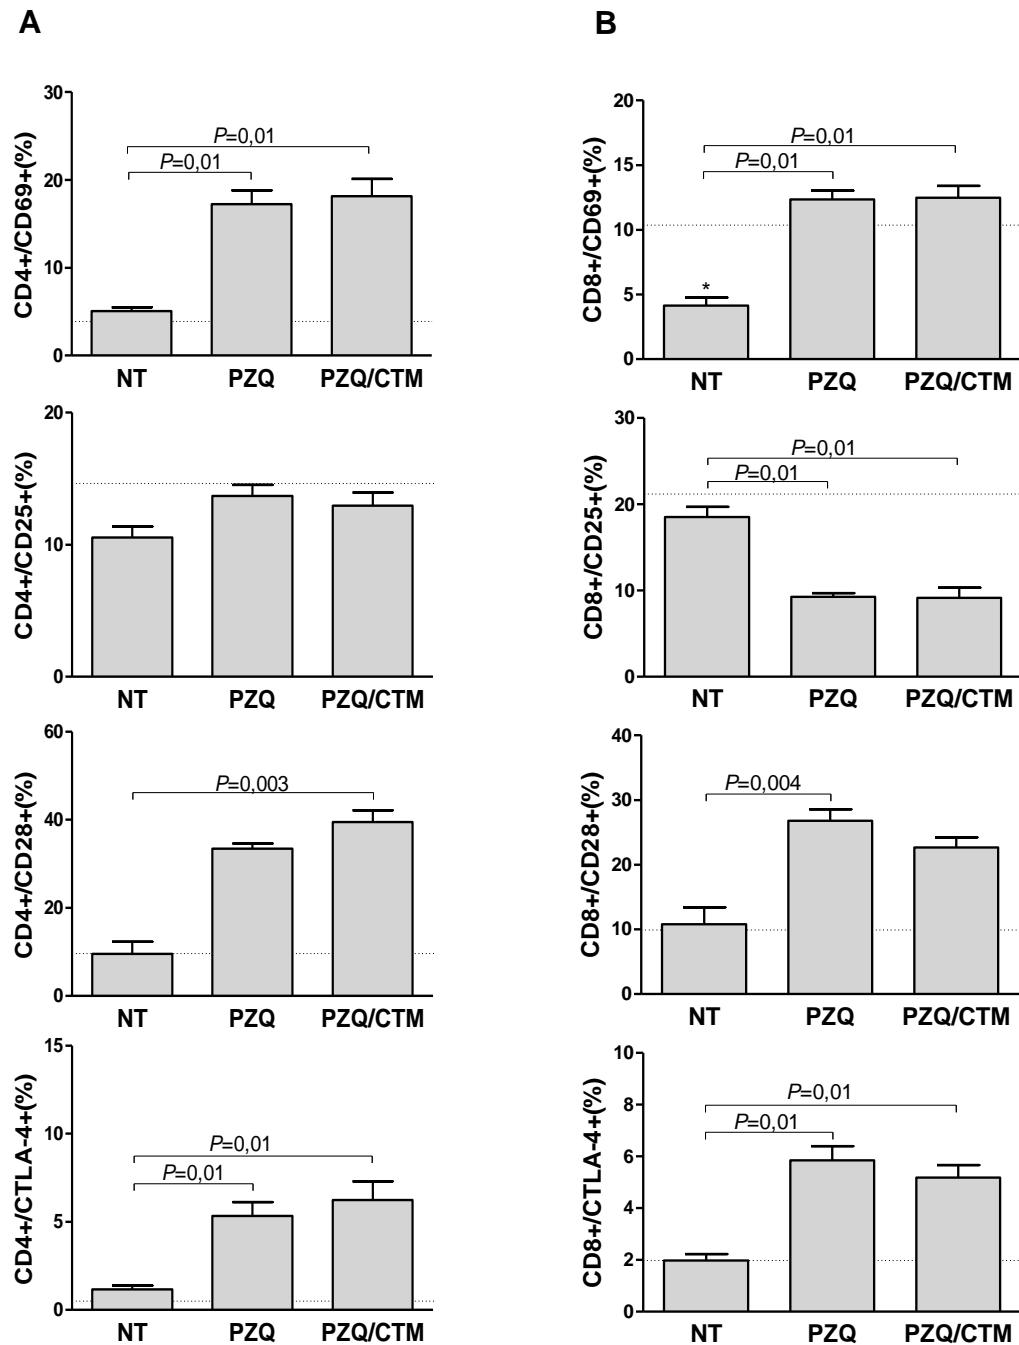 A
B
CD4+/CD69+(%)
30
20
10
0
P=0,01
P=0,01
NT
PZQ
PZQ/CTM
CD8+/CD69+(%)
20
15
10
5
0
P=0,01
P=0,01
*
NT
PZQ
PZQ/CTM
CD4+/CD25+(%)
20
10
0
NT
PZQ
PZQ/CTM
CD8+/CD25+(%)
30
20
10
0
P=0,01
P=0,01
NT
PZQ
PZQ/CTM
CD4+/CD28+(%)
60
40
20
0
P=0,003
NT
PZQ
PZQ/CTM
CD8+/CD28+(%)
40
30
20
10
0
P=0,004
NT
PZQ
PZQ/CTM
CD4+/CTLA-4+(%)
15
10
5
0
P=0,01
P=0,01
NT
PZQ
PZQ/CTM
CD8+/CTLA-4+(%)
10
8
6
4
2
0
P=0,01
P=0,01
NT
PZQ
PZQ/CTM